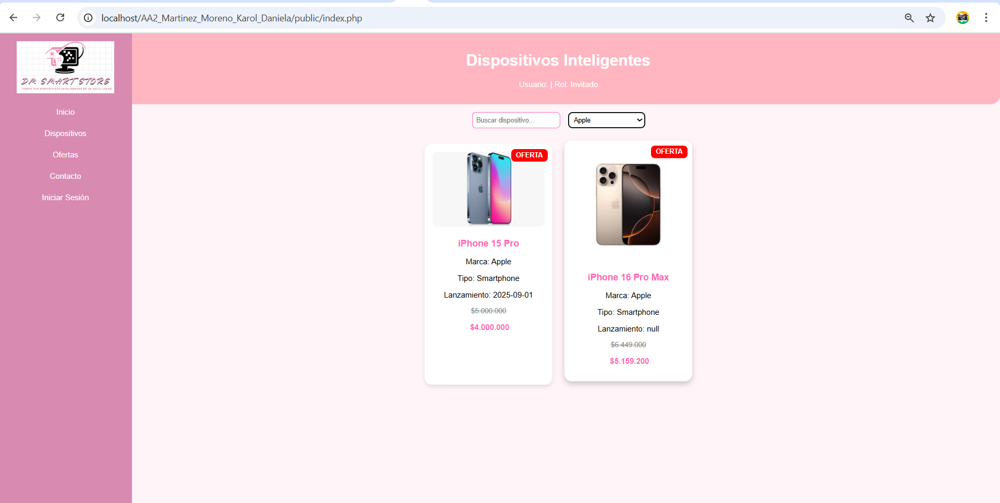 localhost/AA2_Martinez_Moreno_Karol_Daniela/public/index.php
DM SMART STORE
TODOS TUS DISPOSITIVOS INTELIGENTES EN UN SOLO LUGAR
Inicio
Dispositivos
Ofertas
Contacto
Iniciar Sesión
Dispositivos Inteligentes
Usuario: | Rol: Invitado
Buscar dispositivo...
Apple
OFERTA
iPhone 15 Pro
Marca: Apple
Tipo: Smartphone
Lanzamiento: 2025-09-01
$5.000.000
$4.000.000
OFERTA
iPhone 16 Pro Max
Marca: Apple
Tipo: Smartphone
Lanzamiento: null
$6.449.000
$5.159.200